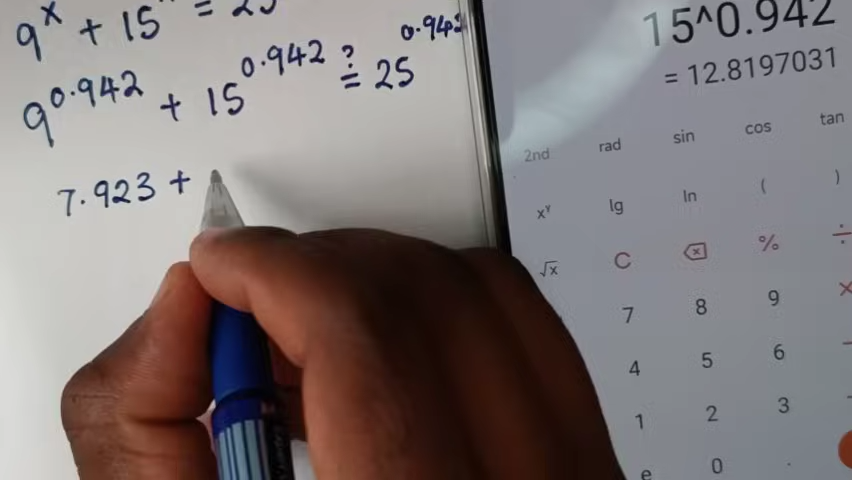 9^x + 15^ = 25
9^0.942 + 15^0.942 ≟ 25^0.942
7.923 +
15^0.942
= 12.8197031
2nd rad sin cos tan
x^y lg ln ( )
√x C ⌫ % ÷
7 8 9 ×
4 5 6 −
1 2 3
e 0 .